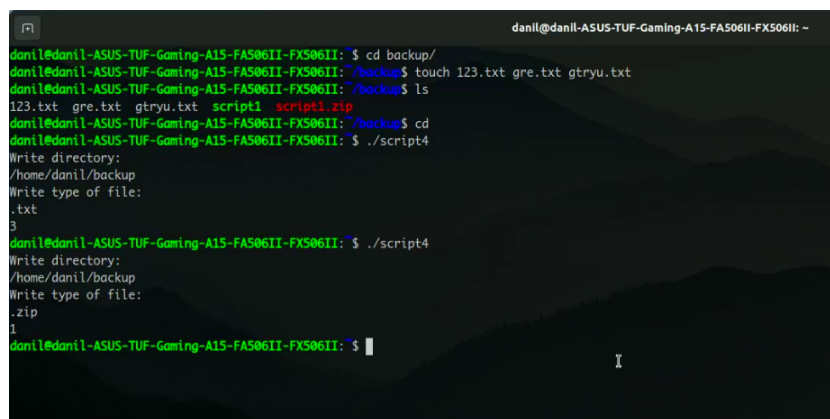 danil@danil-ASUS-TUF-Gaming-A15-FA506II-FX506II: ~
danil@danil-ASUS-TUF-Gaming-A15-FA506II-FX506II:~$ cd backup/
danil@danil-ASUS-TUF-Gaming-A15-FA506II-FX506II:~/backup$ touch 123.txt gre.txt gtryu.txt
danil@danil-ASUS-TUF-Gaming-A15-FA506II-FX506II:~/backup$ ls
123.txt gre.txt gtryu.txt script1 script1.zip
danil@danil-ASUS-TUF-Gaming-A15-FA506II-FX506II:~/backup$ cd
danil@danil-ASUS-TUF-Gaming-A15-FA506II-FX506II:~$ ./script4
Write directory:
/home/danil/backup
Write type of file:
.txt
3
danil@danil-ASUS-TUF-Gaming-A15-FA506II-FX506II:~$ ./script4
Write directory:
/home/danil/backup
Write type of file:
.zip
1
danil@danil-ASUS-TUF-Gaming-A15-FA506II-FX506II:~$